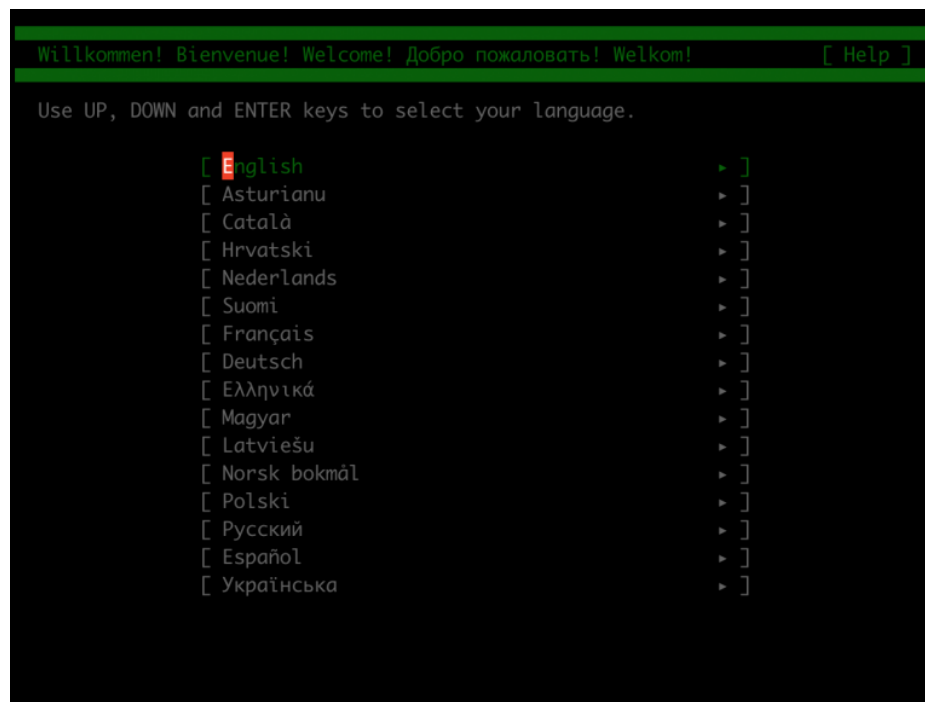 Willkommen! Bienvenue! Welcome! Добро пожаловать! Welkom! [ Help ]
Use UP, DOWN and ENTER keys to select your language.
[ English ▸ ]
[ Asturianu ▸ ]
[ Català ▸ ]
[ Hrvatski ▸ ]
[ Nederlands ▸ ]
[ Suomi ▸ ]
[ Français ▸ ]
[ Deutsch ▸ ]
[ Ελληνικά ▸ ]
[ Magyar ▸ ]
[ Latviešu ▸ ]
[ Norsk bokmål ▸ ]
[ Polski ▸ ]
[ Русский ▸ ]
[ Español ▸ ]
[ Українська ▸ ]